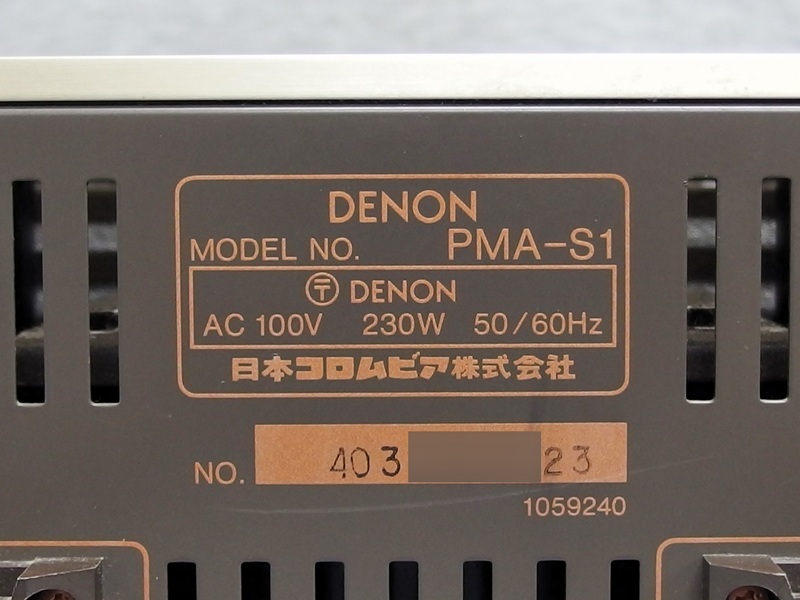 DENON
MODEL NO. PMA-S1
〒 DENON
AC 100V 230W 50/60Hz
日本コロムビア株式会社
NO. 403 23
1059240